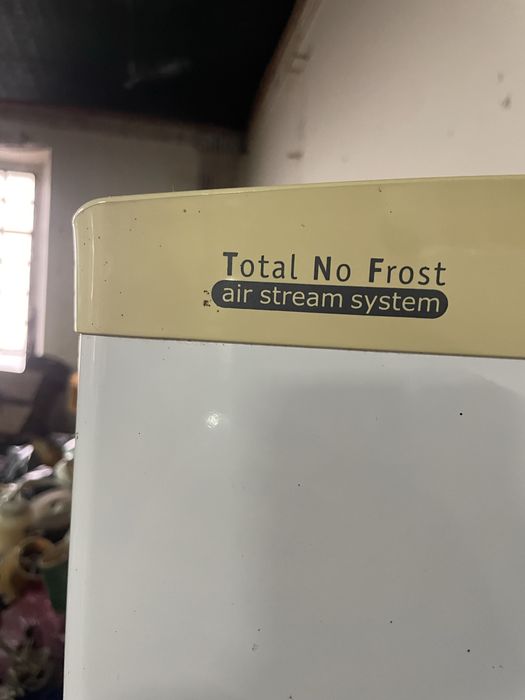 Total No Frost
air stream system